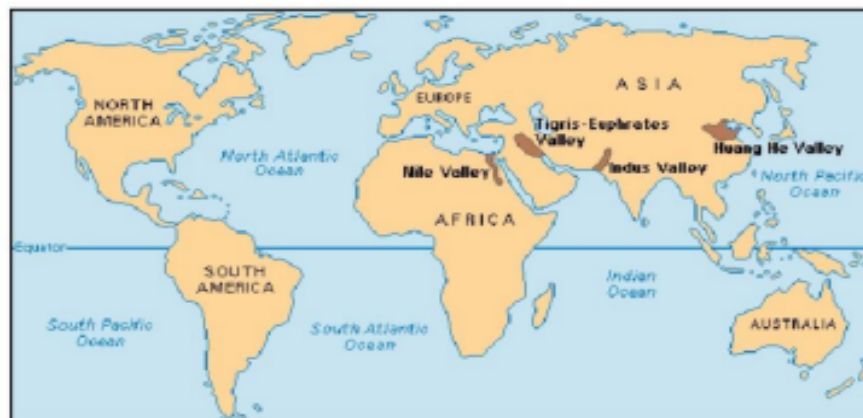 NORTH
AMERICA
EUROPE
ASIA
Tigris-Euphrates
Valley
Huang He Valley
North Atlantic
Ocean
Nile Valley
Indus Valley
North Pacific
Ocean
AFRICA
Equator
SOUTH
AMERICA
Indian
Ocean
South Pacific
Ocean
South Atlantic
Ocean
AUSTRALIA